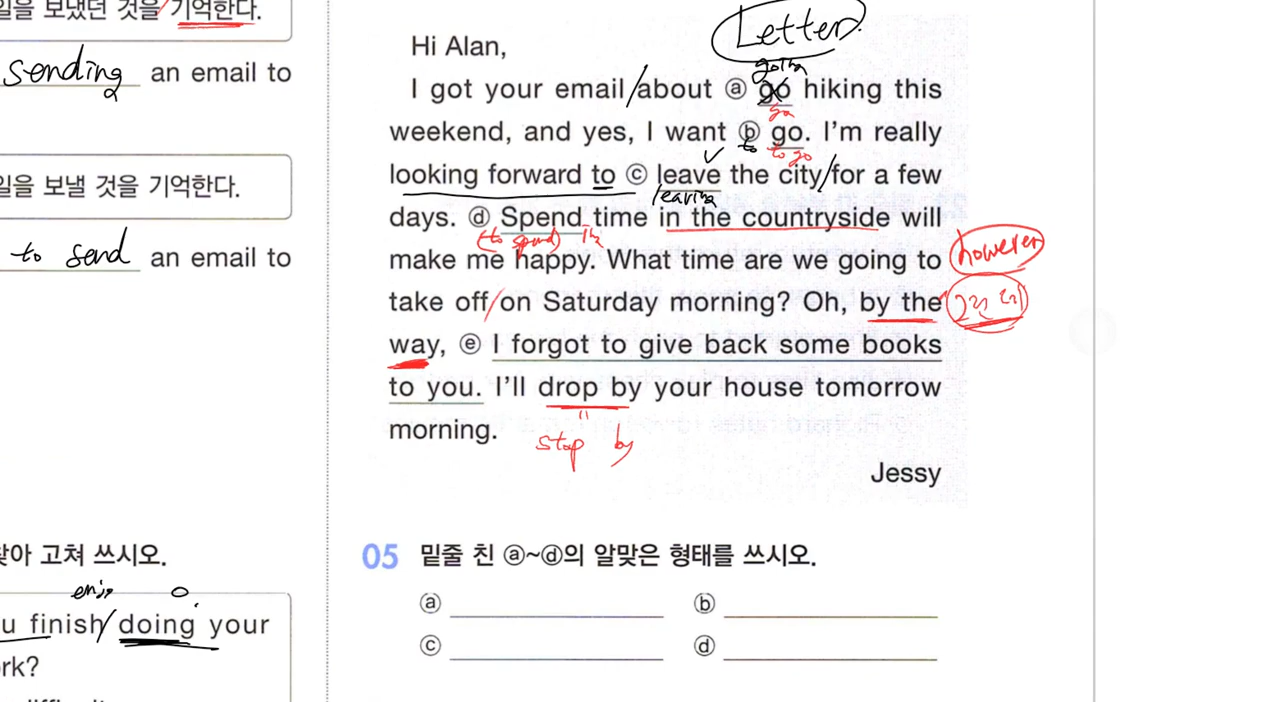 일을 보냈던 것을 기억한다.
sending an email to
일을 보낼 것을 기억한다.
to send an email to
찾아 고쳐 쓰시오.
enjoy
u finish/doing your
rk?
Letter
Hi Alan,
going
I got your email/about ⓐ go hiking this
go
weekend, and yes, I want ⓑ go. I'm really
to to go
looking forward to ⓒ leave the city/for a few
leaving
days. ⓓ Spend time in the countryside will
(to spend) in
make me happy. What time are we going to
however
take off/on Saturday morning? Oh, by the
way, ⓔ I forgot to give back some books
to you. I'll drop by your house tomorrow
morning.
stop by
Jessy
05 밑줄 친 ⓐ~ⓓ의 알맞은 형태를 쓰시오.
ⓐ ⓑ
ⓒ ⓓ